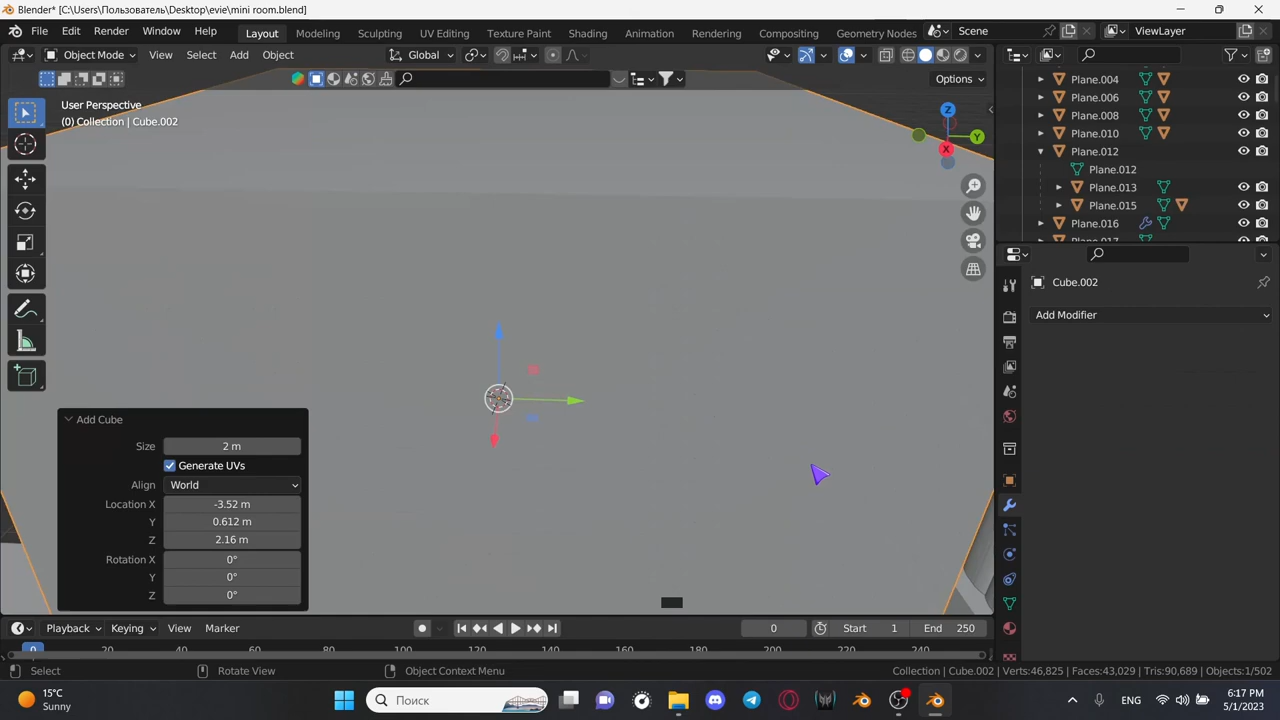 Blender* [C:\Users\Пользователь\Desktop\evie\mini room.blend]
File Edit Render Window Help Layout Modeling Sculpting UV Editing Texture Paint Shading Animation Rendering Compositing Geometry Nodes Scene ViewLayer
Object Mode View Select Add Object Global
Options
User Perspective
(0) Collection | Cube.002
Z
Y
X
Plane.004
Plane.006
Plane.008
Plane.010
Plane.012
Plane.012
Plane.013
Plane.015
Plane.016
Cube.002
Add Modifier
Add Cube
Size 2 m
Generate UVs
Align World
Location X -3.52 m
Y 0.612 m
Z 2.16 m
Rotation X 0°
Y 0°
Z 0°
Playback Keying View Marker 0 Start 1 End 250
0 20 40 60 80 100 120 140 160 180 200 220 240
Select Rotate View Object Context Menu Collection | Cube.002 | Verts:46,825 | Faces:43,029 | Tris:90,689 | Objects:1/502
15°C
Sunny
Поиск
ENG
5:17 PM
5/1/2023